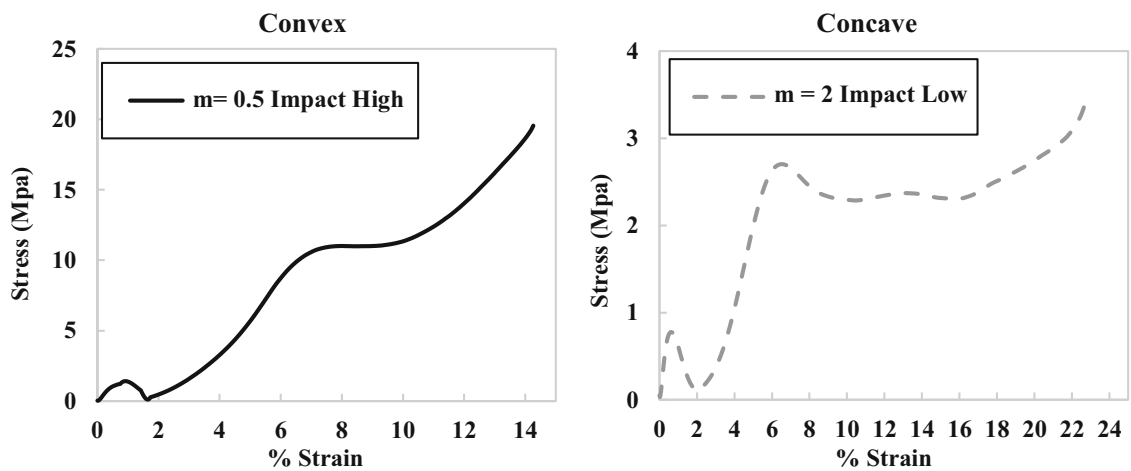 Convex
25
20
15
10
5
0
Stress (Mpa)
m= 0.5 Impact High
0 2 4 6 8 10 12 14
% Strain
Concave
4
3
2
1
0
Stress (Mpa)
m = 2 Impact Low
0 2 4 6 8 10 12 14 16 18 20 22 24
% Strain